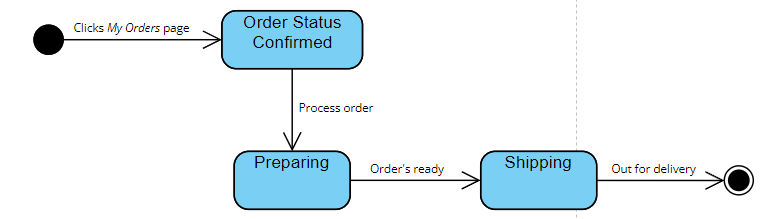 Clicks My Orders page
Order Status
Confirmed
Process order
Preparing
Order's ready
Shipping
Out for delivery